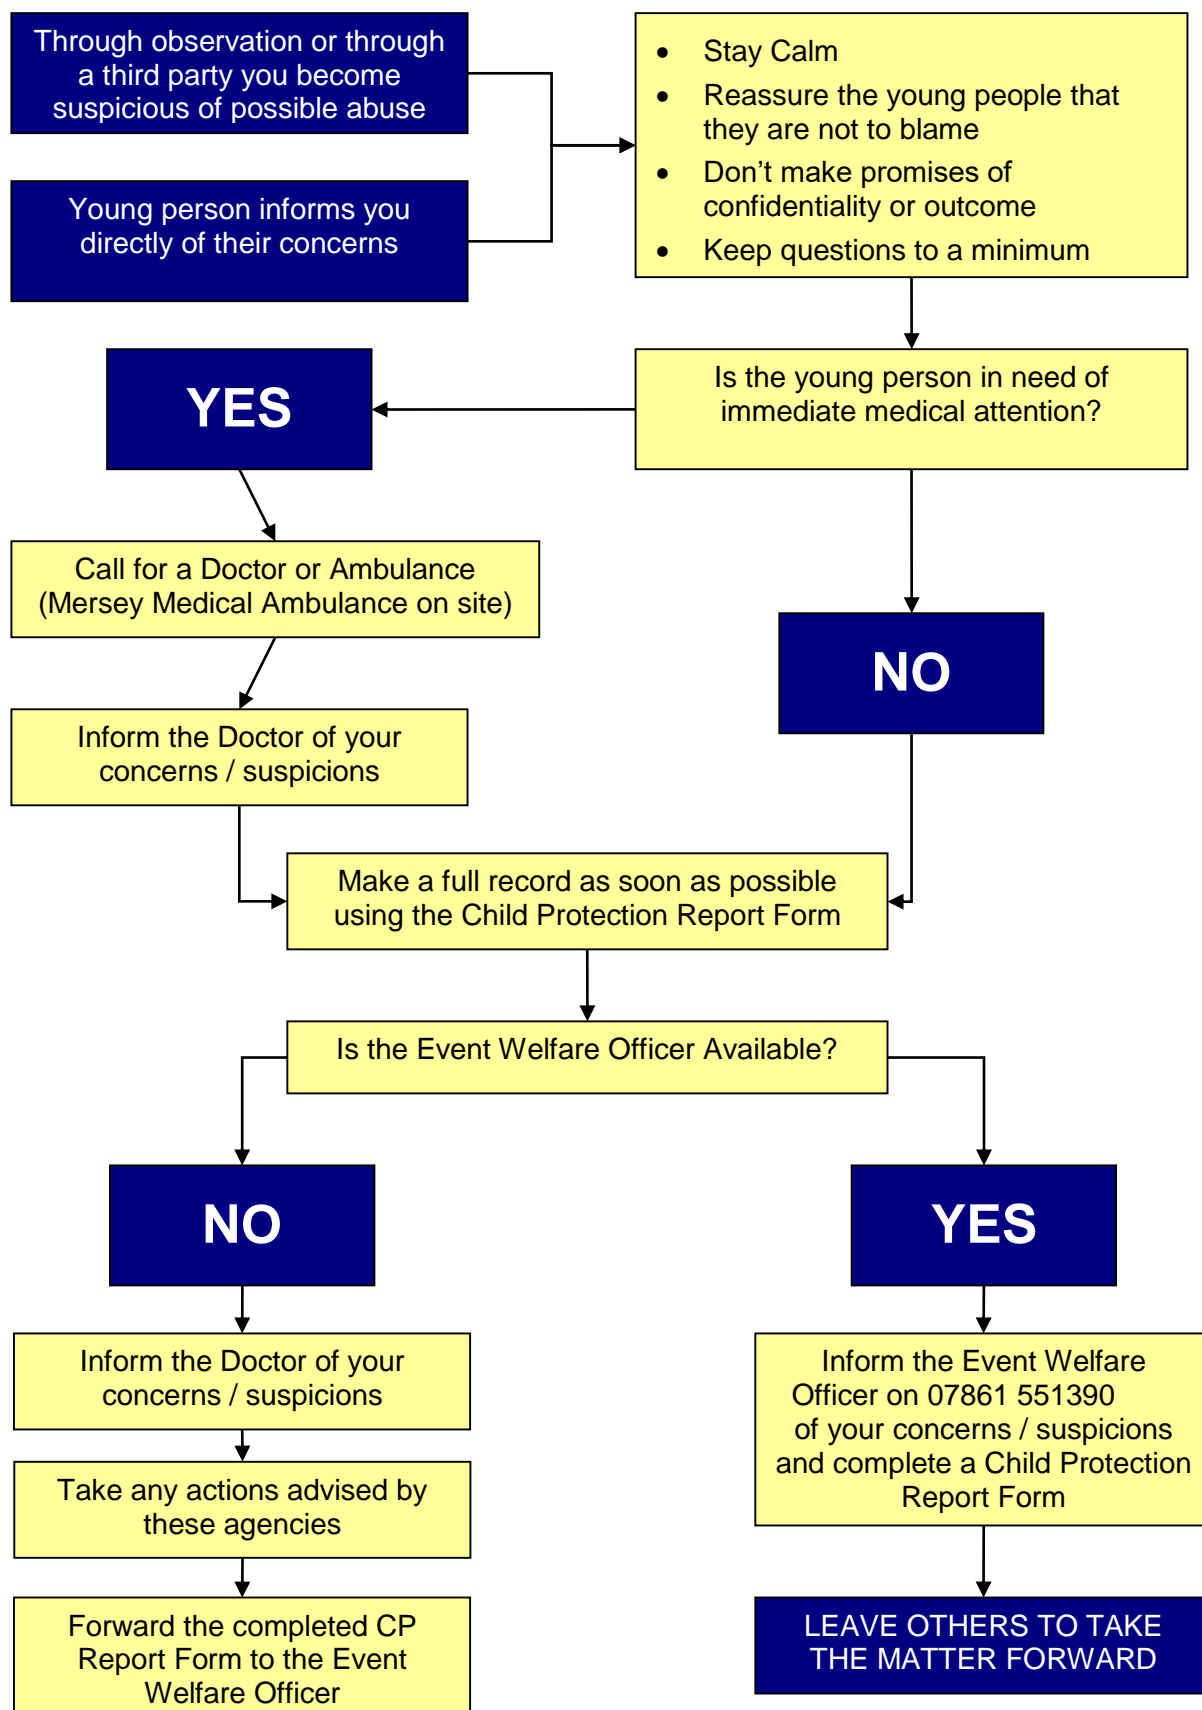 Through observation or through
a third party you become
suspicious of possible abuse
Young person informs you
directly of their concerns
• Stay Calm
• Reassure the young people that
they are not to blame
• Don’t make promises of
confidentiality or outcome
• Keep questions to a minimum
Is the young person in need of
immediate medical attention?
YES
Call for a Doctor or Ambulance
(Mersey Medical Ambulance on site)
Inform the Doctor of your
concerns / suspicions
NO
Make a full record as soon as possible
using the Child Protection Report Form
Is the Event Welfare Officer Available?
NO
Inform the Doctor of your
concerns / suspicions
Take any actions advised by
these agencies
Forward the completed CP
Report Form to the Event
Welfare Officer
YES
Inform the Event Welfare
Officer on 07861 551390
of your concerns / suspicions
and complete a Child Protection
Report Form
LEAVE OTHERS TO TAKE
THE MATTER FORWARD